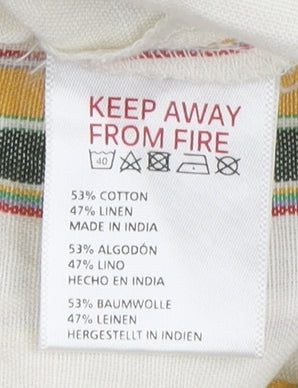 KEEP AWAY
FROM FIRE
40
53% COTTON
47% LINEN
MADE IN INDIA
53% ALGODÓN
47% LINO
HECHO EN INDIA
53% BAUMWOLLE
47% LEINEN
HERGESTELLT IN INDIEN